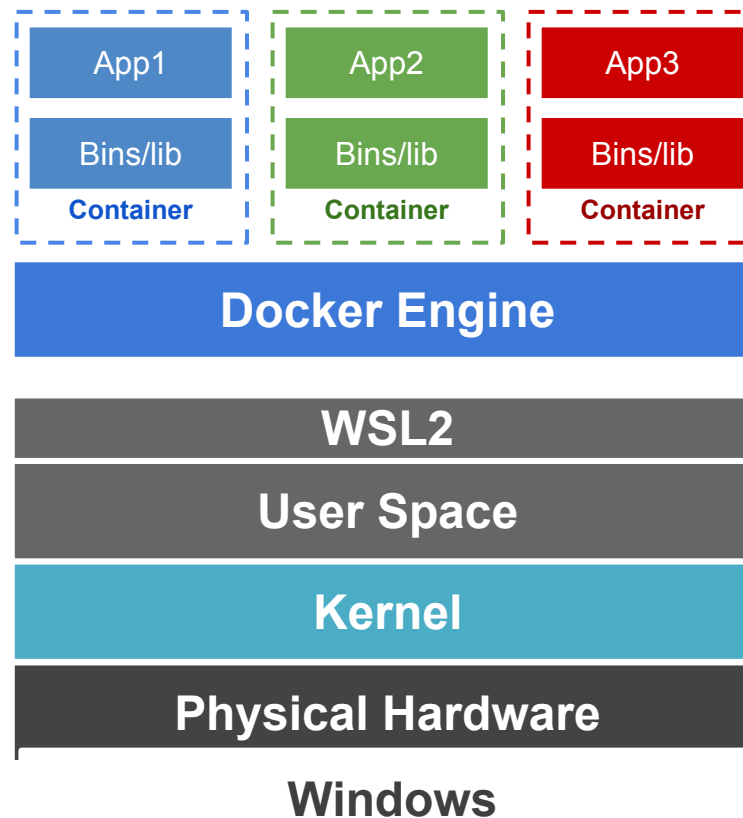 App1 App2 App3
Bins/lib Bins/lib Bins/lib
Container Container Container
Docker Engine
WSL2
User Space
Kernel
Physical Hardware
Windows